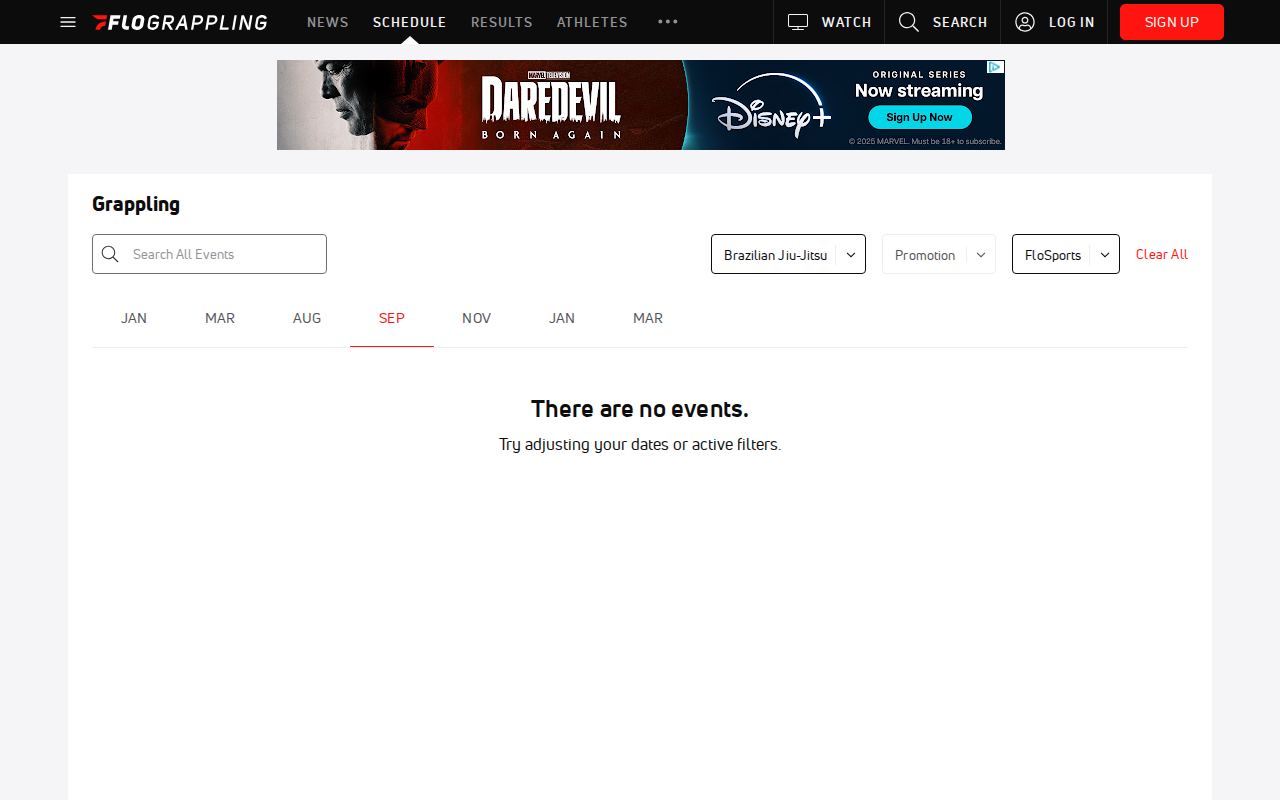 FLOGRAPPLING
NEWS
SCHEDULE
RESULTS
ATHLETES
WATCH
SEARCH
LOG IN
SIGN UP
MARVEL TELEVISION
DAREDEVIL
BORN AGAIN
Disney+
ORIGINAL SERIES
Now streaming
Sign Up Now
© 2025 MARVEL. Must be 18+ to subscribe.
Grappling
Search All Events
Brazilian Jiu-Jitsu
Promotion
FloSports
Clear All
JAN
MAR
AUG
SEP
NOV
JAN
MAR
There are no events.
Try adjusting your dates or active filters.